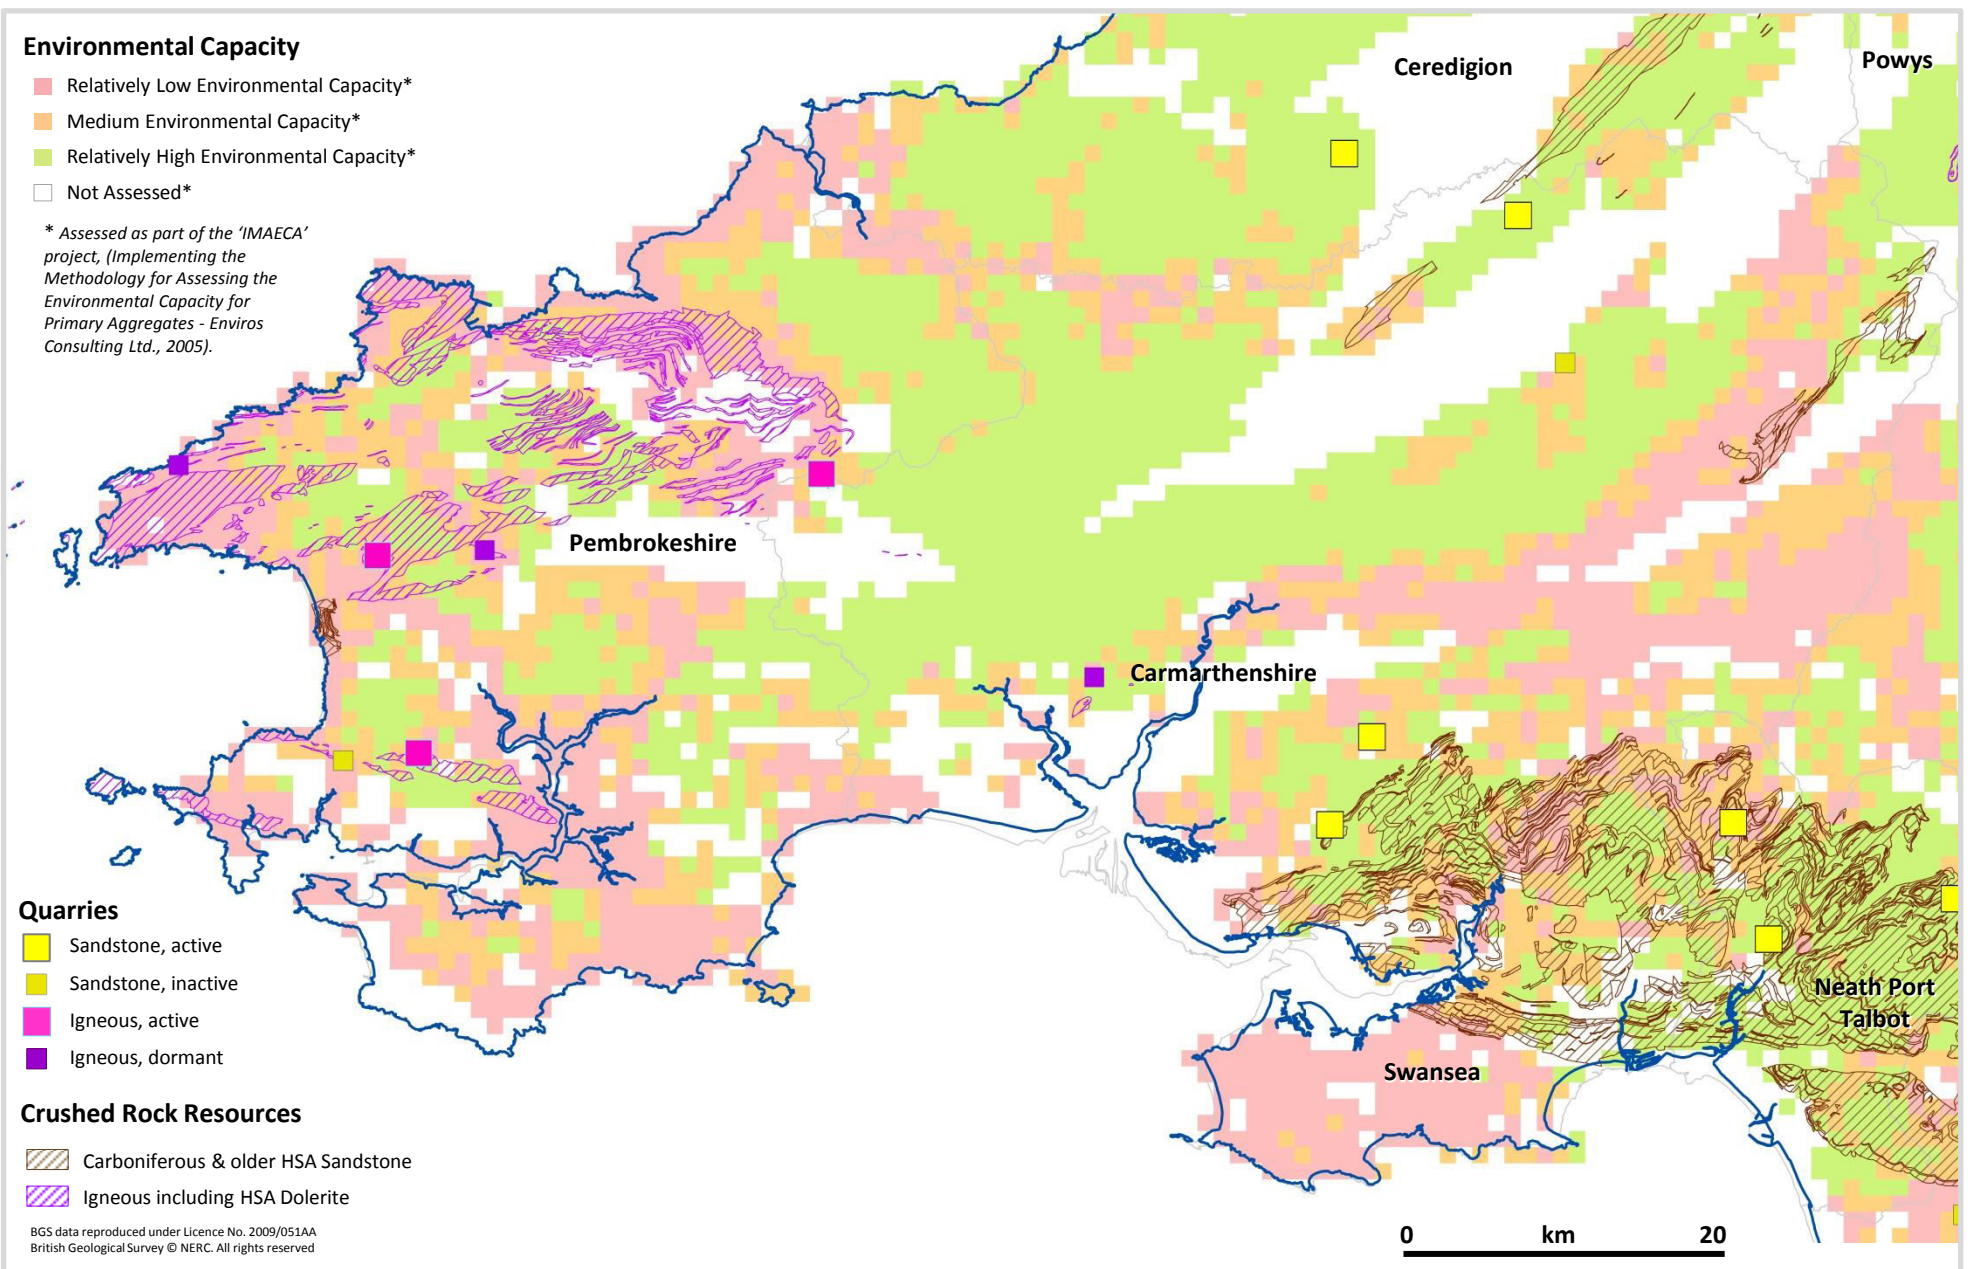 Environmental Capacity
Relatively Low Environmental Capacity*
Medium Environmental Capacity*
Relatively High Environmental Capacity*
Not Assessed*
* Assessed as part of the ‘IMAECA’
project, (Implementing the
Methodology for Assessing the
Environmental Capacity for
Primary Aggregates - Enviros
Consulting Ltd., 2005).
Ceredigion
Powys
Pembrokeshire
Carmarthenshire
Neath Port
Talbot
Swansea
Quarries
Sandstone, active
Sandstone, inactive
Igneous, active
Igneous, dormant
Crushed Rock Resources
Carboniferous & older HSA Sandstone
Igneous including HSA Dolerite
BGS data reproduced under Licence No. 2009/051AA
British Geological Survey © NERC. All rights reserved
0 km 20